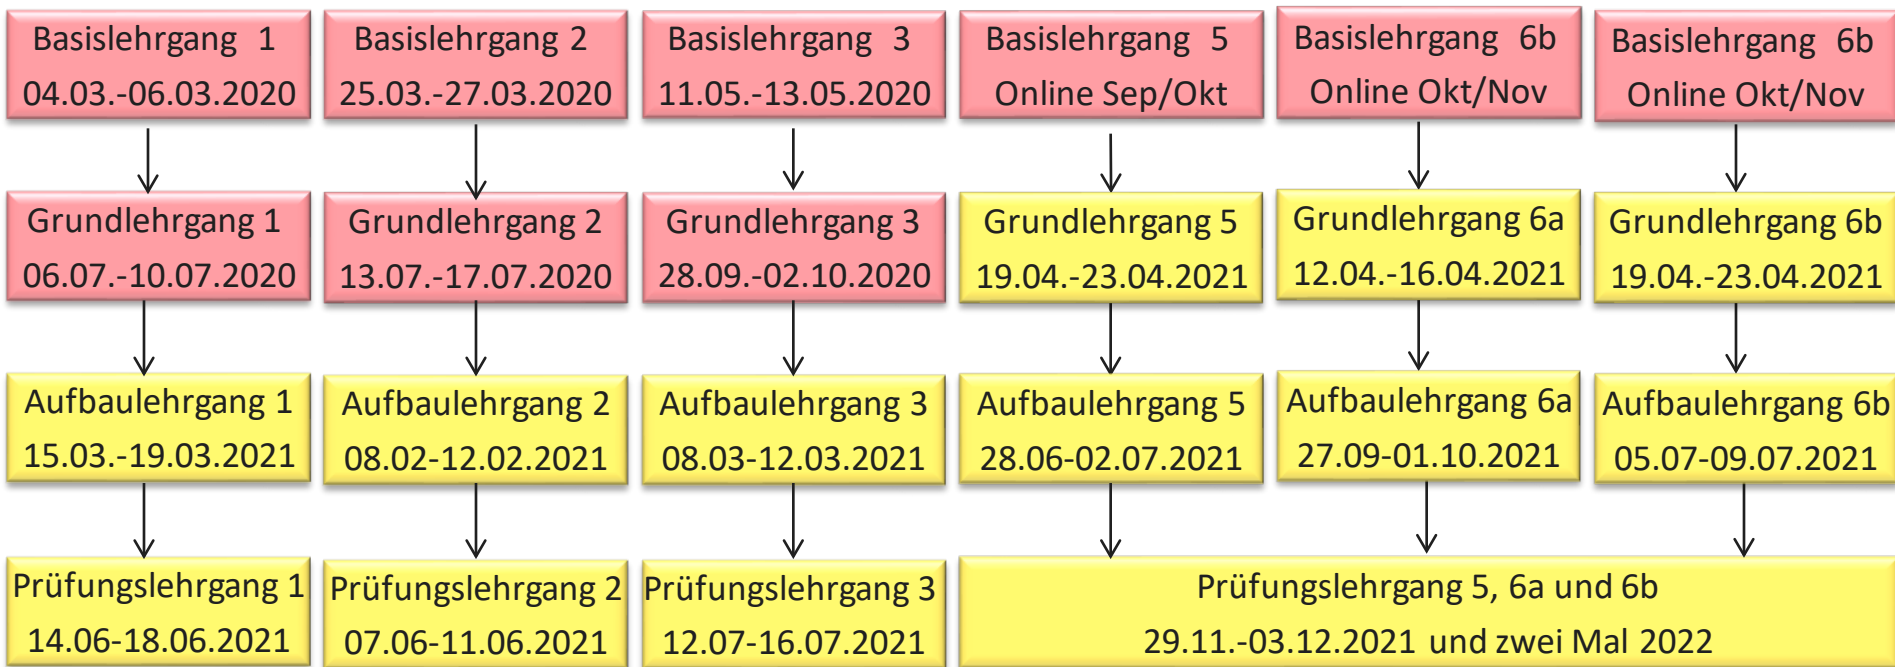 Basislehrgang 1
04.03.-06.03.2020
Basislehrgang 2
25.03.-27.03.2020
Basislehrgang 3
11.05.-13.05.2020
Basislehrgang 5
Online Sep/Okt
Basislehrgang 6b
Online Okt/Nov
Basislehrgang 6b
Online Okt/Nov
Grundlehrgang 1
06.07.-10.07.2020
Grundlehrgang 2
13.07.-17.07.2020
Grundlehrgang 3
28.09.-02.10.2020
Grundlehrgang 5
19.04.-23.04.2021
Grundlehrgang 6a
12.04.-16.04.2021
Grundlehrgang 6b
19.04.-23.04.2021
Aufbaulehrgang 1
15.03.-19.03.2021
Aufbaulehrgang 2
08.02-12.02.2021
Aufbaulehrgang 3
08.03-12.03.2021
Aufbaulehrgang 5
28.06-02.07.2021
Aufbaulehrgang 6a
27.09-01.10.2021
Aufbaulehrgang 6b
05.07-09.07.2021
Prüfungslehrgang 1
14.06-18.06.2021
Prüfungslehrgang 2
07.06-11.06.2021
Prüfungslehrgang 3
12.07-16.07.2021
Prüfungslehrgang 5, 6a und 6b
29.11.-03.12.2021 und zwei Mal 2022